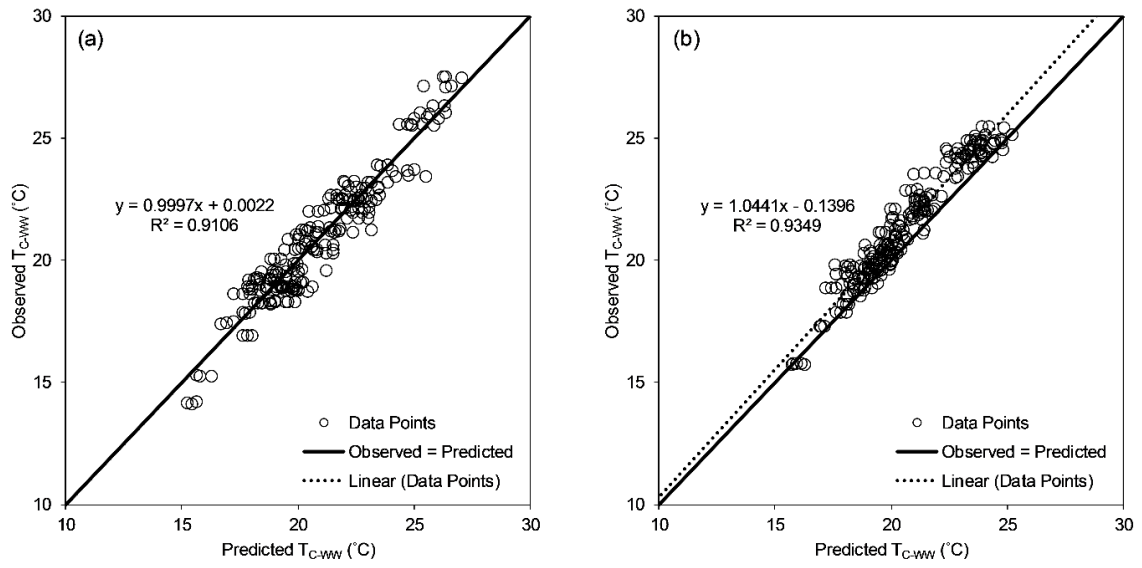 (a)
30
25
20
15
10
Observed T_C-WW (˚C)
y = 0.9997x + 0.0022
R² = 0.9106
Data Points
Observed = Predicted
Linear (Data Points)
10 15 20 25 30
Predicted T_C-WW (˚C)
(b)
30
25
20
15
10
Observed T_C-WW (˚C)
y = 1.0441x - 0.1396
R² = 0.9349
Data Points
Observed = Predicted
Linear (Data Points)
10 15 20 25 30
Predicted T_C-WW (˚C)